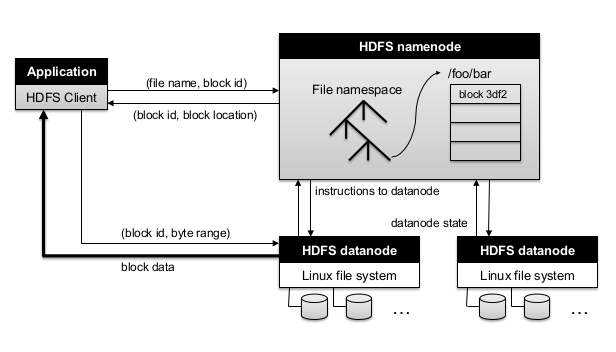 HDFS namenode
Application
HDFS Client
(file name, block id)
(block id, block location)
File namespace
/foo/bar
block 3df2
instructions to datanode
datanode state
(block id, byte range)
block data
HDFS datanode
Linux file system
...
HDFS datanode
Linux file system
...